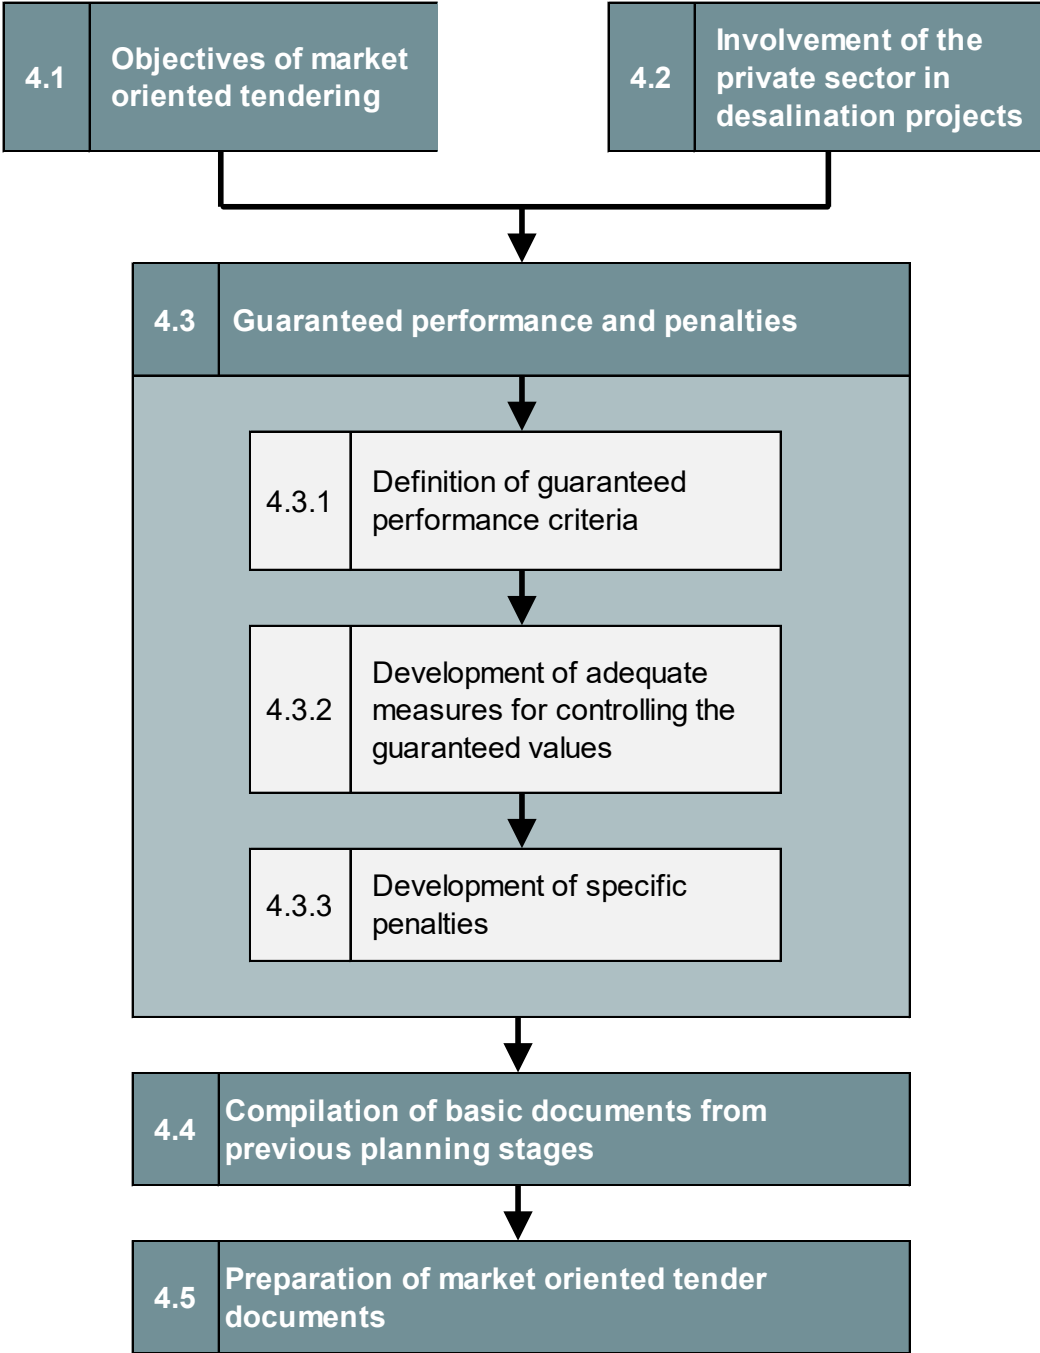 4.1
Objectives of market
oriented tendering
4.2
Involvement of the
private sector in
desalination projects
4.3
Guaranteed performance and penalties
4.3.1
Definition of guaranteed
performance criteria
4.3.2
Development of adequate
measures for controlling the
guaranteed values
4.3.3
Development of specific
penalties
4.4
Compilation of basic documents from
previous planning stages
4.5
Preparation of market oriented tender
documents